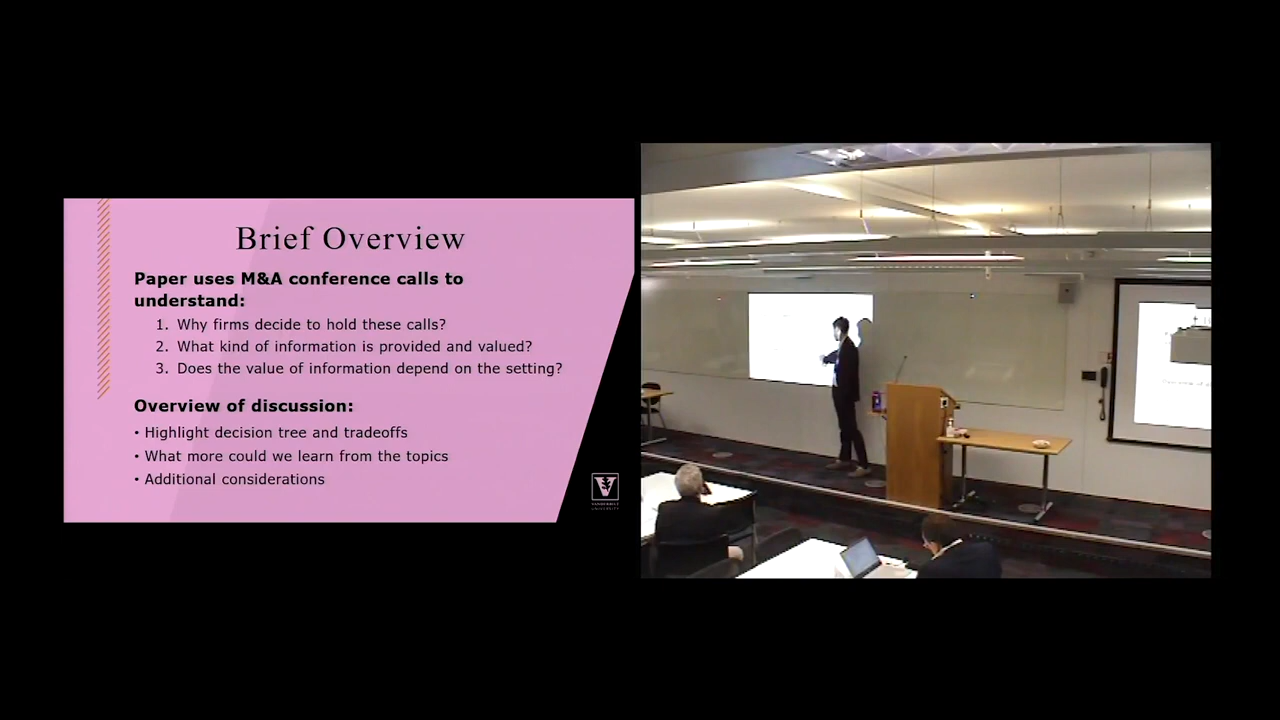 Brief Overview
Paper uses M&A conference calls to
understand:
1. Why firms decide to hold these calls?
2. What kind of information is provided and valued?
3. Does the value of information depend on the setting?
Overview of discussion:
• Highlight decision tree and tradeoffs
• What more could we learn from the topics
• Additional considerations
V
VANDERBILT
UNIVERSITY